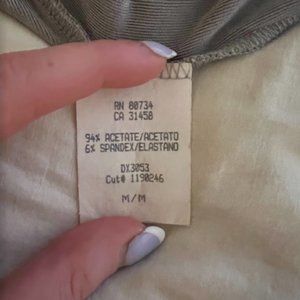 RN 80734
CA 31458
94% ACETATE/ACETATO
6% SPANDEX/ELASTANO
DX3053
Cut# 1190246
M/M